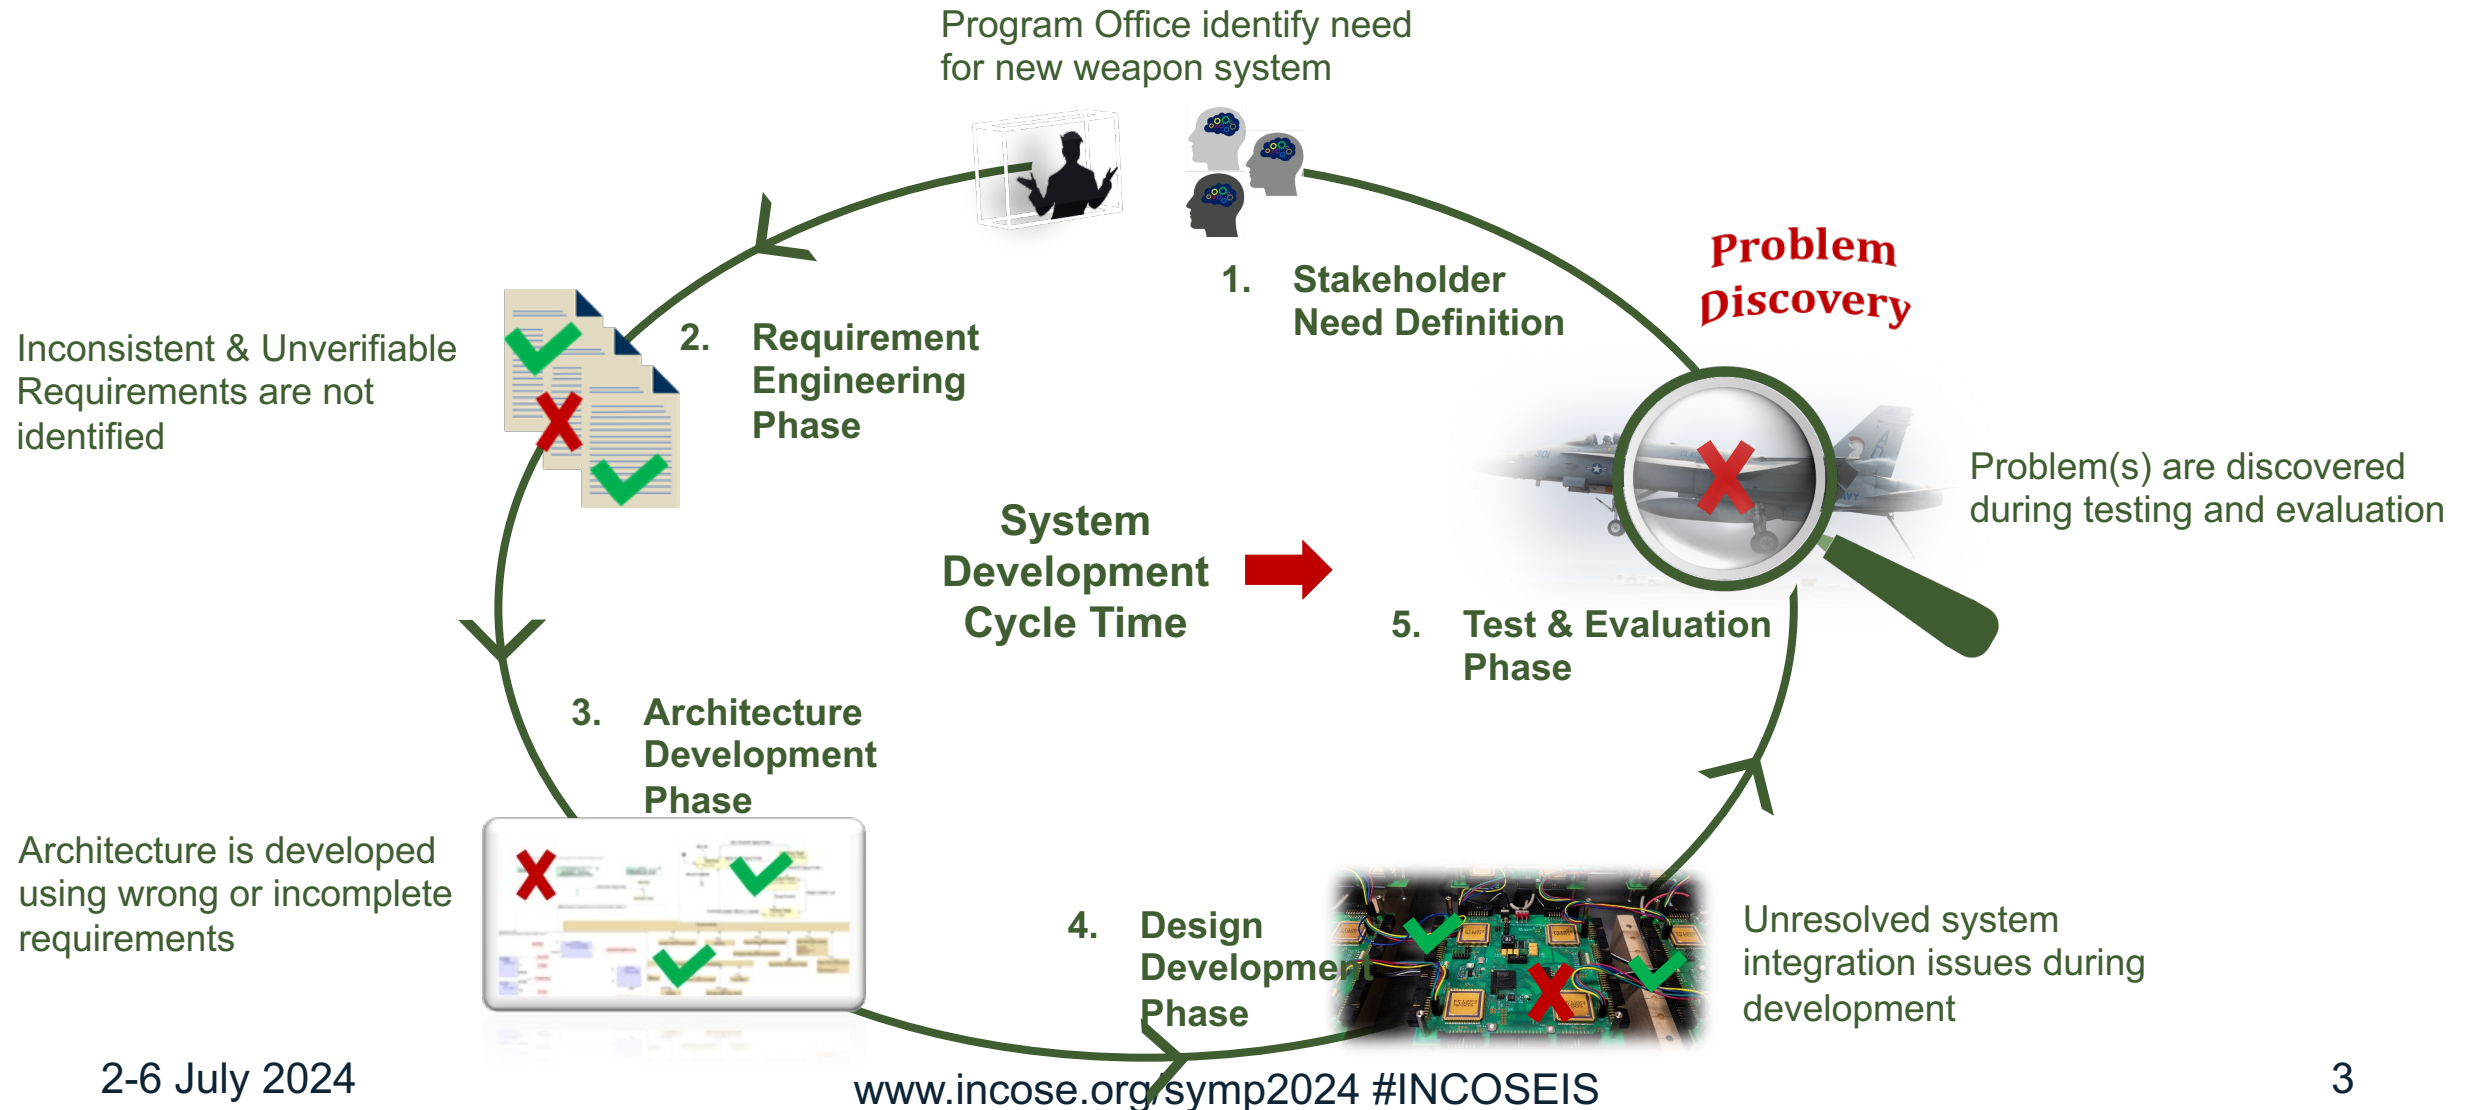 Program Office identify need
for new weapon system
1. Stakeholder
Need Definition
Problem
Discovery
2. Requirement
Engineering
Phase
Inconsistent & Unverifiable
Requirements are not
identified
301
NAVY
Problem(s) are discovered
during testing and evaluation
System
Development
Cycle Time
5. Test & Evaluation
Phase
3. Architecture
Development
Phase
Architecture is developed
using wrong or incomplete
requirements
4. Design
Development
Phase
Unresolved system
integration issues during
development
2-6 July 2024
www.incose.org/symp2024 #INCOSEIS
3